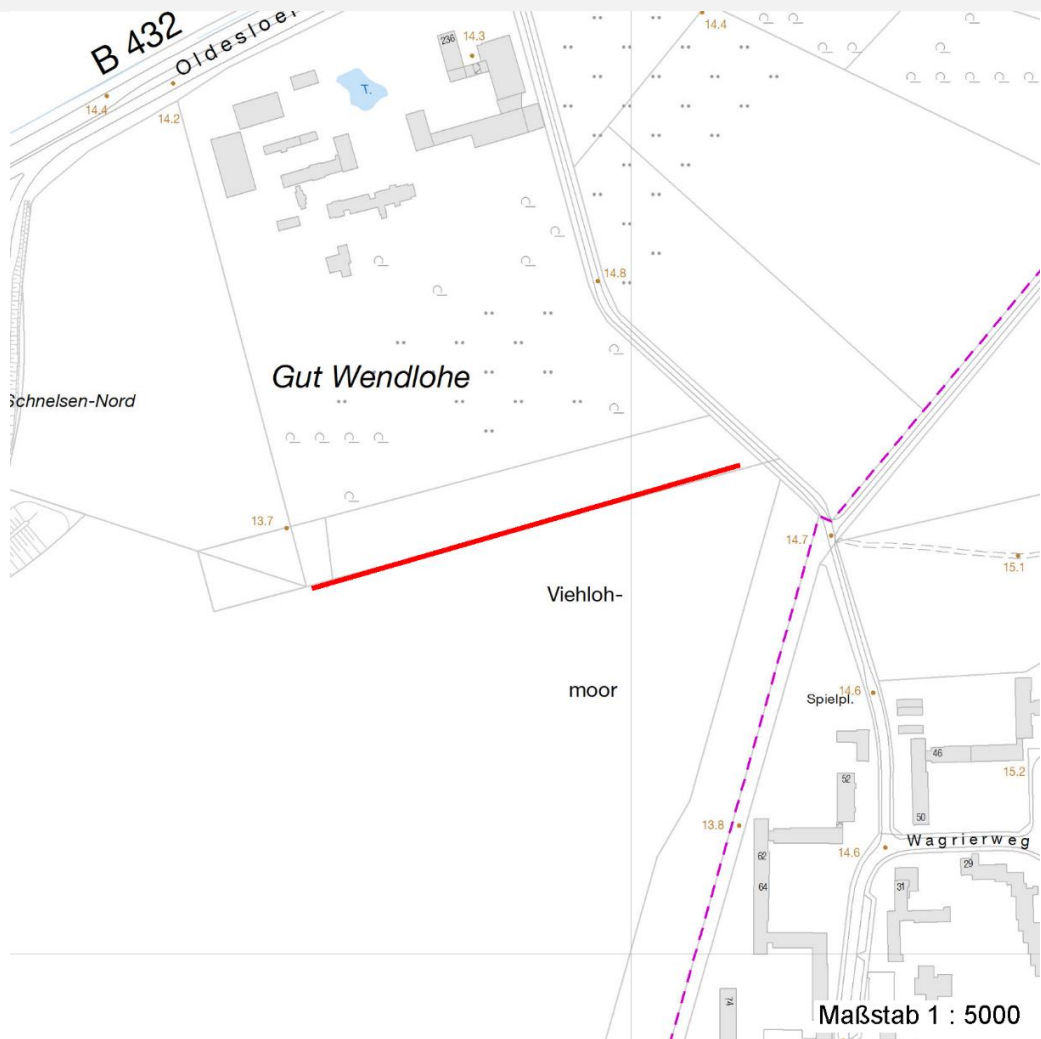 B 432
Oldesloer
14.4
14.2
236
14.3
T.
14.4
14.8
Gut Wendlohe
Schnelsen-Nord
13.7
14.7
15.1
Viehloh-
moor
14.6
Spielpl.
46
15.2
52
50
13.8
14.6
Wagrierweg
62
64
31
29
74
Maßstab 1 : 5000